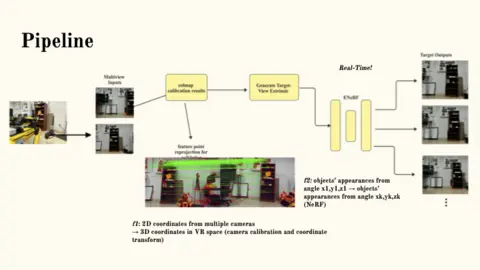 Pipeline
Multiview
Inputs
colmap
calibration results
Generate Target
View Extrinsic
Real-Time!
ENeRF
Target Outputs
feature point
reprojection for
f1: 2D coordinates from multiple cameras
→ 3D coordinates in VR space (camera calibration and coordinate
transform)
f2: objects' appearances from
angle x1,y1,z1 → objects'
appearances from angle xk,yk,zk
(NeRF)